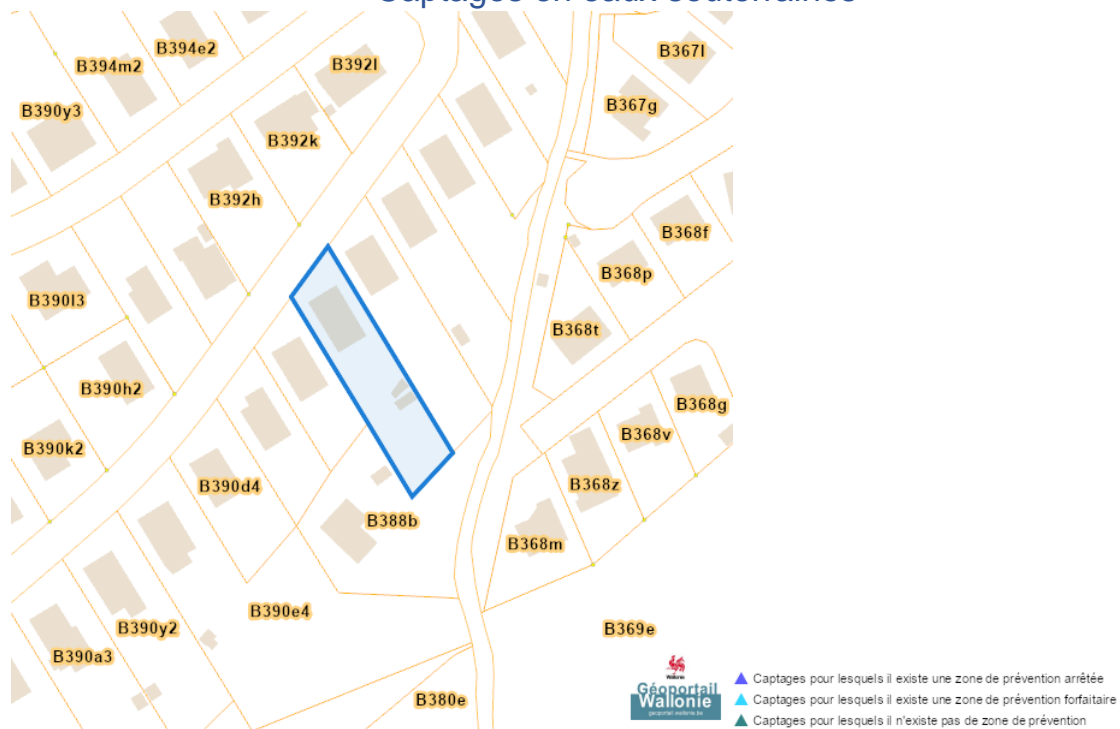 Captages en eaux souterraines
B394e2
B367l
B394m2
B392l
B390y3
B367g
B392k
B392h
B368f
B368p
B390l3
B368t
B390h2
B368g
B368v
B390k2
B390d4
B368z
B388b
B368m
B390e4
B390y2
B369e
B390a3
B380e
Wallonie
Géoportail
Wallonie
geoportail.wallonie.be
Captages pour lesquels il existe une zone de prévention arrêtée
Captages pour lesquels il existe une zone de prévention forfaitaire
Captages pour lesquels il n'existe pas de zone de prévention